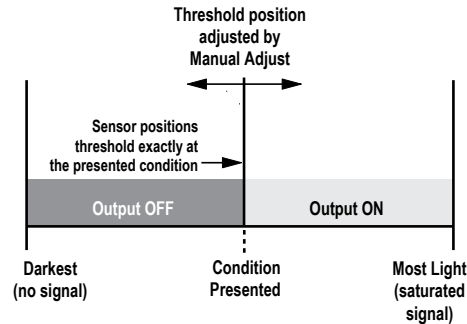 Threshold position
adjusted by
Manual Adjust
Sensor positions
threshold exactly at
the presented condition
Output OFF
Output ON
Darkest
(no signal)
Condition
Presented
Most Light
(saturated
signal)